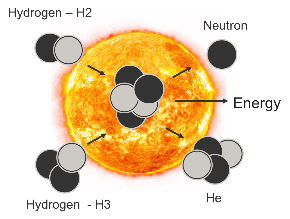 Hydrogen – H2
Neutron
Energy
Hydrogen  - H3
He